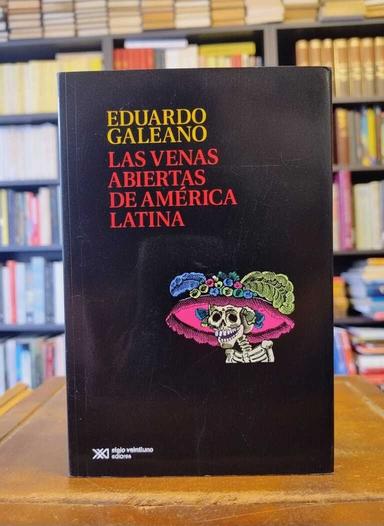 EDUARDO
GALEANO
LAS VENAS
ABIERTAS
DE AMÉRICA
LATINA
siglo veintiuno
editores